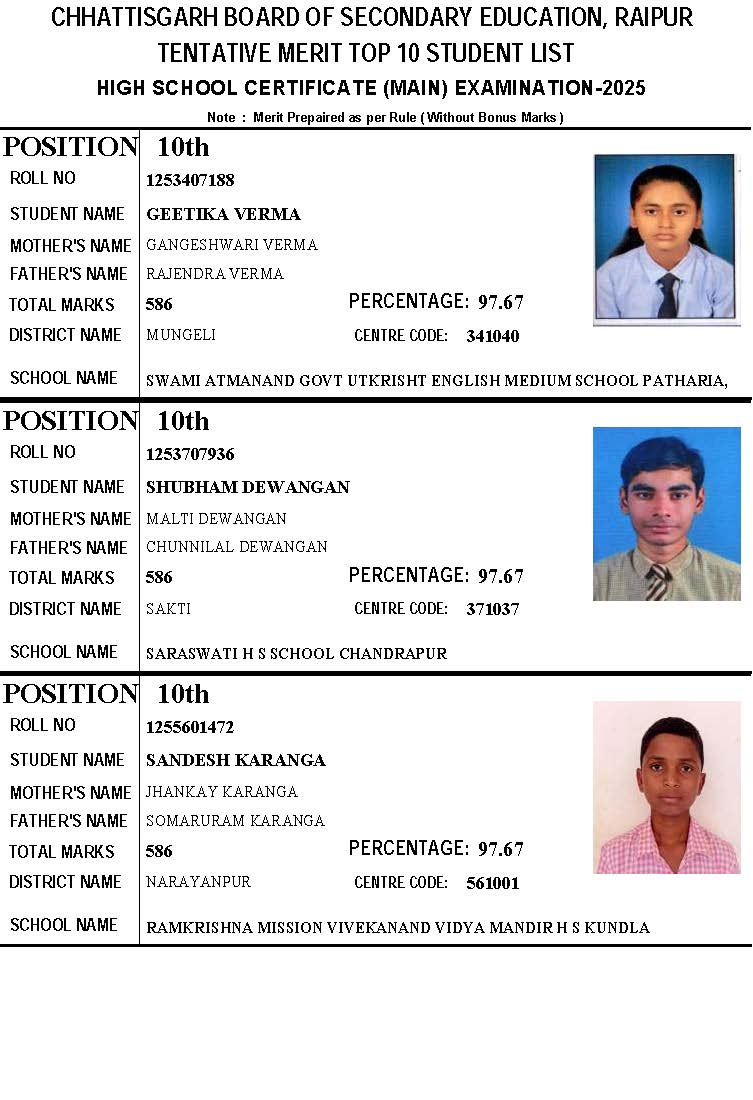 CHHATTISGARH BOARD OF SECONDARY EDUCATION, RAIPUR
TENTATIVE MERIT TOP 10 STUDENT LIST
HIGH SCHOOL CERTIFICATE (MAIN) EXAMINATION-2025
Note : Merit Prepaired as per Rule ( Without Bonus Marks )
POSITION 10th
ROLL NO 1253407188
STUDENT NAME GEETIKA VERMA
MOTHER'S NAME GANGESHWARI VERMA
FATHER'S NAME RAJENDRA VERMA
TOTAL MARKS 586 PERCENTAGE: 97.67
DISTRICT NAME MUNGELI CENTRE CODE: 341040
SCHOOL NAME SWAMI ATMANAND GOVT UTKRISHT ENGLISH MEDIUM SCHOOL PATHARIA,
POSITION 10th
ROLL NO 1253707936
STUDENT NAME SHUBHAM DEWANGAN
MOTHER'S NAME MALTI DEWANGAN
FATHER'S NAME CHUNNILAL DEWANGAN
TOTAL MARKS 586 PERCENTAGE: 97.67
DISTRICT NAME SAKTI CENTRE CODE: 371037
SCHOOL NAME SARASWATI H S SCHOOL CHANDRAPUR
POSITION 10th
ROLL NO 1255601472
STUDENT NAME SANDESH KARANGA
MOTHER'S NAME JHANKAY KARANGA
FATHER'S NAME SOMARURAM KARANGA
TOTAL MARKS 586 PERCENTAGE: 97.67
DISTRICT NAME NARAYANPUR CENTRE CODE: 561001
SCHOOL NAME RAMKRISHNA MISSION VIVEKANAND VIDYA MANDIR H S KUNDLA